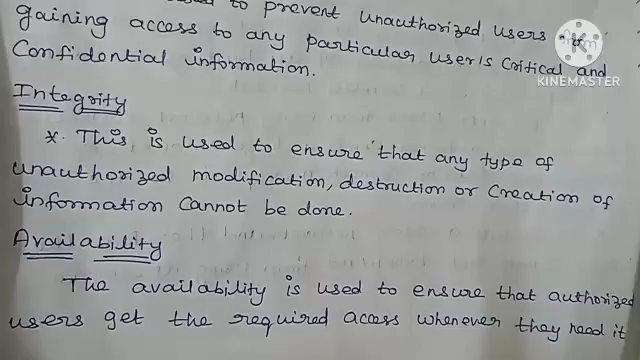 to prevent unauthorized users
gaining access to any particular user's critical and
Confidential information.
Integrity
*. This is used to ensure that any type of
unauthorized modification, destruction or creation of
information cannot be done.
Availability
The availability is used to ensure that authorized
users get the required access whenever they need it
KINEMASTER